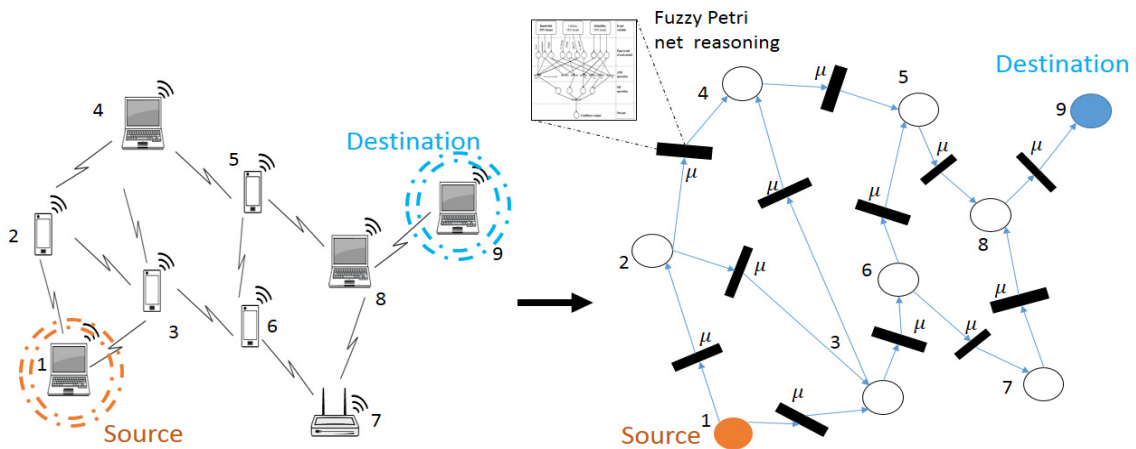 4
5
Destination
2
9
3
6
8
1
7
Source
Fuzzy Petri
net reasoning
4
μ
5
Destination
9
μ
μ
μ
μ
μ
2
μ
8
6
μ
μ
3
μ
μ
μ
7
1
μ
Source